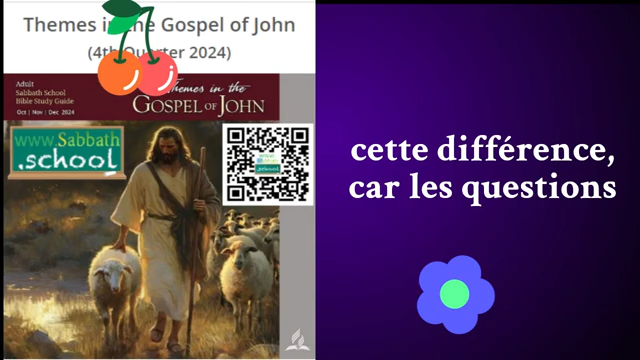 Themes in the Gospel of John
(4th Quarter 2024)
Adult
Sabbath School
Bible Study Guide
Oct | Nov | Dec 2024
Themes in the
GOSPEL OF JOHN
www.Sabbath
.school
cette différence,
car les questions